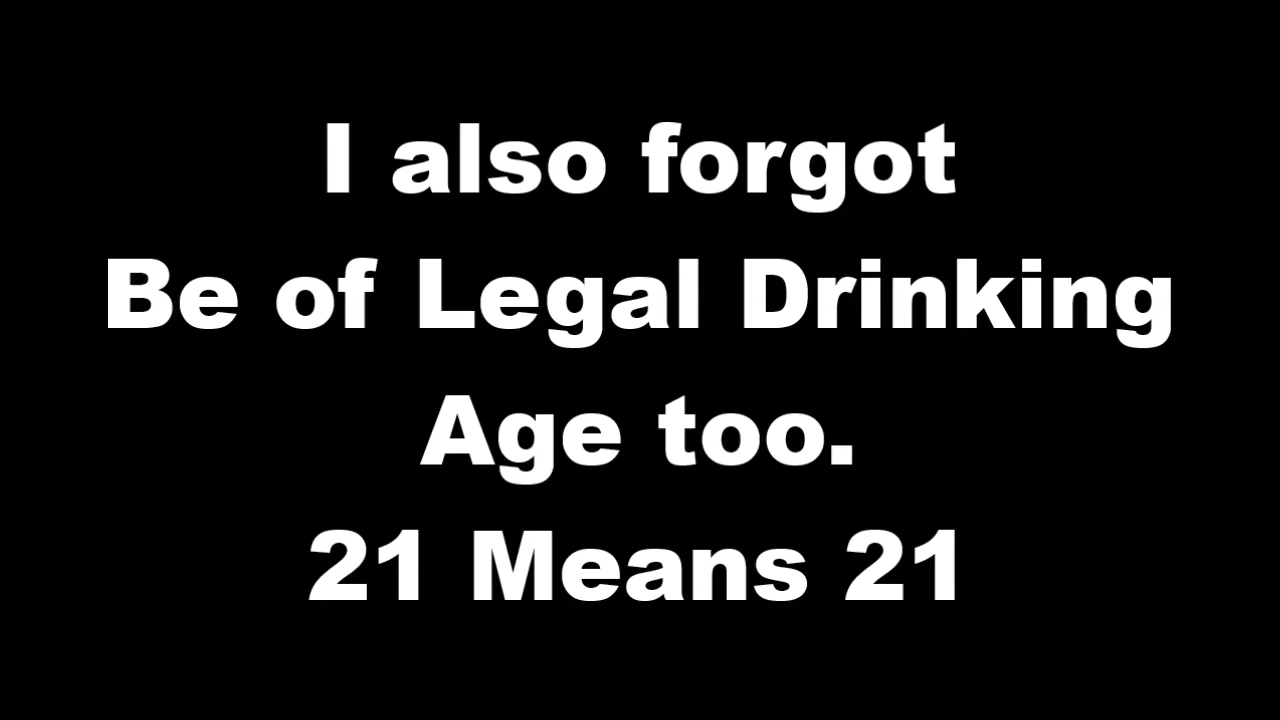 I also forgot
Be of Legal Drinking
Age too.
21 Means 21